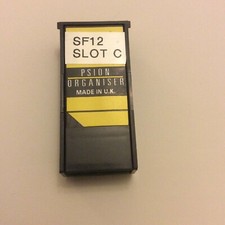 SF12
SLOT C
PSION
ORGANISER
MADE IN U.K.